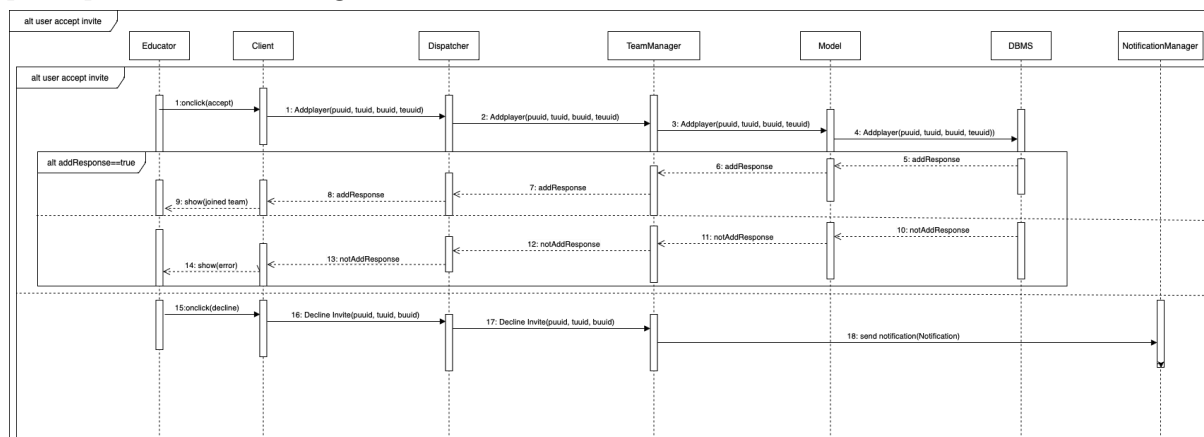 alt user accept invite
Educator
Client
Dispatcher
TeamManager
Model
DBMS
NotificationManager
alt user accept invite
1:onclick(accept)
1: Addplayer(puuid, tuuid, buuid, teuuid)
2: Addplayer(puuid, tuuid, buuid, teuuid)
3: Addplayer(puuid, tuuid, buuid, teuuid)
4: Addplayer(puuid, tuuid, buuid, teuuid))
alt addResponse==true
5: addResponse
6: addResponse
7: addResponse
8: addResponse
9: show(joined team)
10: notAddResponse
11: notAddResponse
12: notAddResponse
13: notAddResponse
14: show(error)
15:onclick(decline)
16: Decline Invite(puuid, tuuid, buuid)
17: Decline Invite(puuid, tuuid, buuid)
18: send notification(Notification)